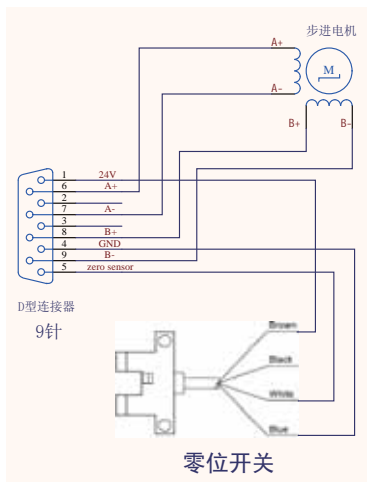 步进电机
A+
M
A-
B+
B-
1 24V
6 A+
2
7 A-
3
8 B+
4 GND
9 B-
5 zero sensor
D型连接器
9针
Brown
Black
White
Blue
零位开关